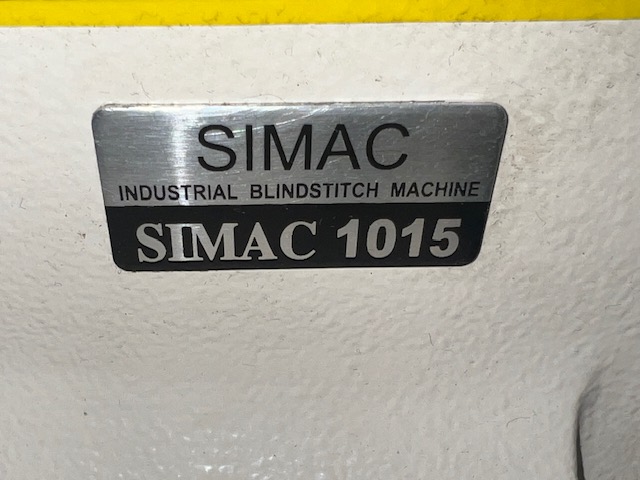 SIMAC
INDUSTRIAL BLINDSTITCH MACHINE
SIMAC 1015